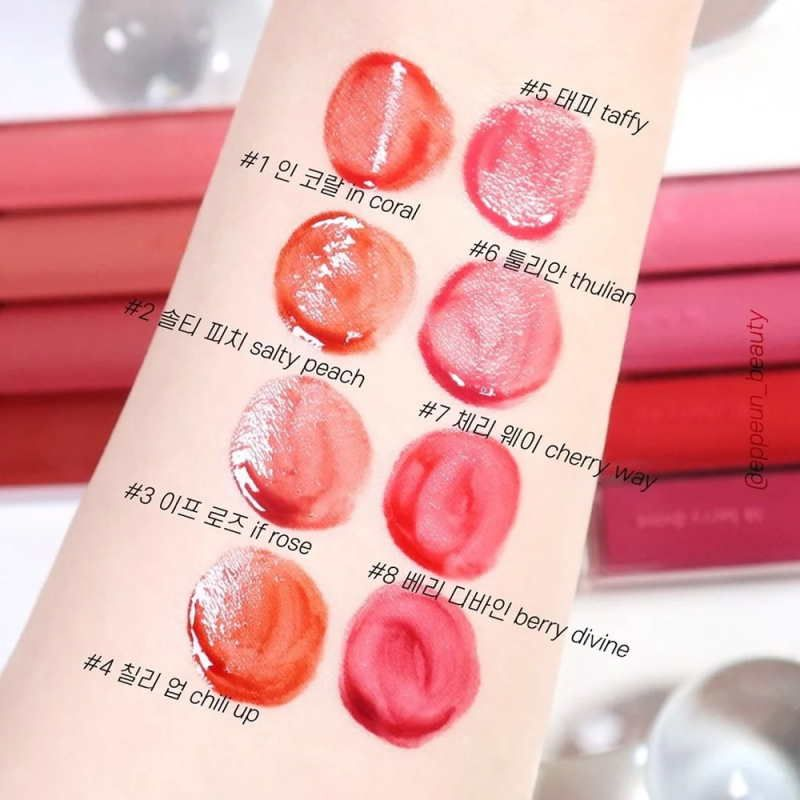 #1 인 코랄 in coral
#2 솔티 피치 salty peach
#3 이프 로즈 if rose
#4 칠리 업 chili up
#5 태피 taffy
#6 툴리안 thulian
#7 체리 웨이 cherry way
#8 베리 디바인 berry divine
@eppeun_beauty